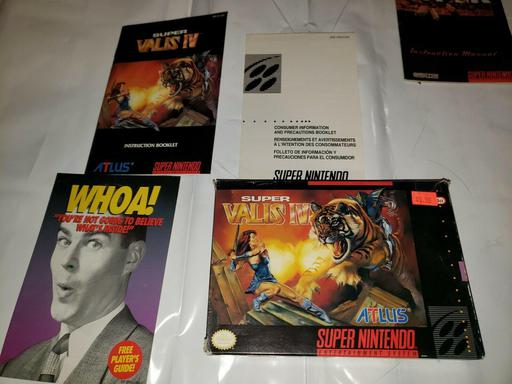 SUPER
VALIS IV
INSTRUCTION BOOKLET
ATLUS
SUPER NINTENDO
CONSUMER INFORMATION
AND PRECAUTIONS BOOKLET
RENSEIGNEMENTS ET AVERTISSEMENTS
À L'INTENTION DES CONSOMMATEURS
FOLLETO DE INFORMACIÓN Y
PRECAUCIONES PARA EL CONSUMIDOR
SUPER NINTENDO
Instruction Manual
SUPER NINTENDO
WHOA!
"YOU'RE NOT GOING TO BELIEVE
WHAT'S INSIDE!"
FREE
PLAYER'S
GUIDE!
SUPER
VALIS IV
ATLUS
SUPER NINTENDO
ENTERTAINMENT SYSTEM